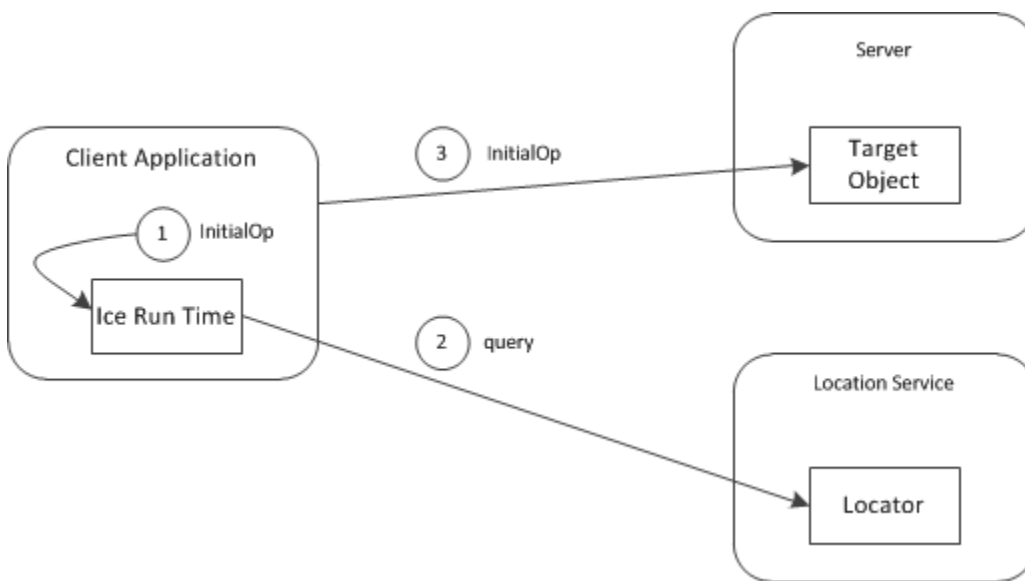 Server
Target
Object
3 InitialOp
Client Application
1 InitialOp
Ice Run Time
2 query
Location Service
Locator